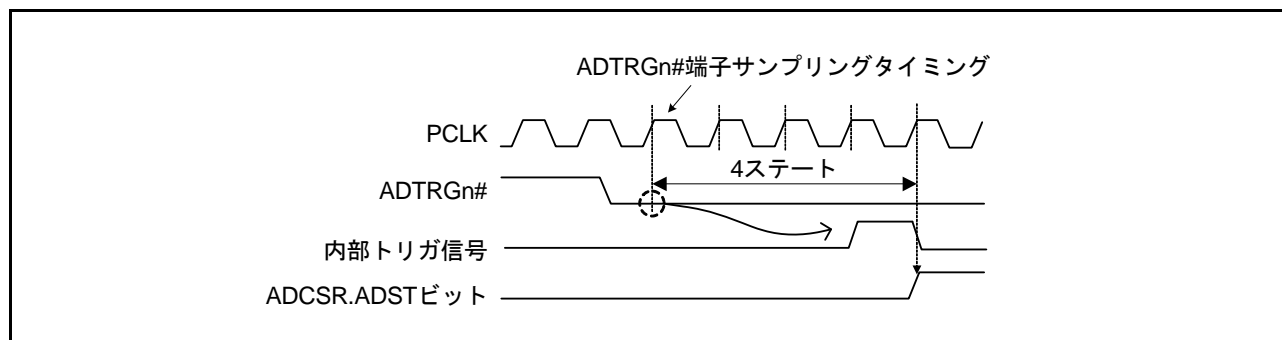 ADTRGn#端子サンプリングタイミング
PCLK
4ステート
ADTRGn#
内部トリガ信号
ADCSR.ADSTビット